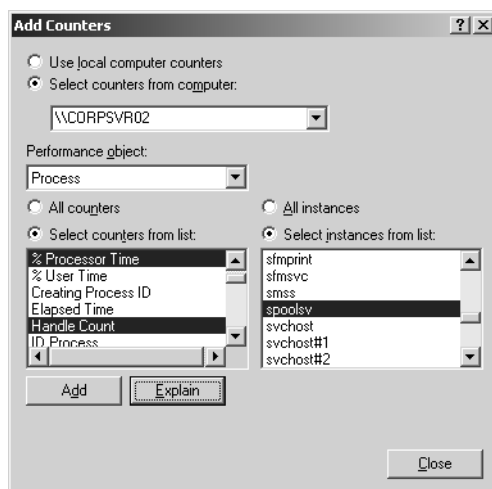 Add Counters
Use local computer counters
Select counters from computer:
\\CORPSVR02
Performance object:
Process
All counters
All instances
Select counters from list:
Select instances from list:
% Processor Time
% User Time
Creating Process ID
Elapsed Time
Handle Count
ID Process
sfmprint
sfmsvc
smss
spoolsv
svchost
svchost#1
svchost#2
Add
Explain
Close